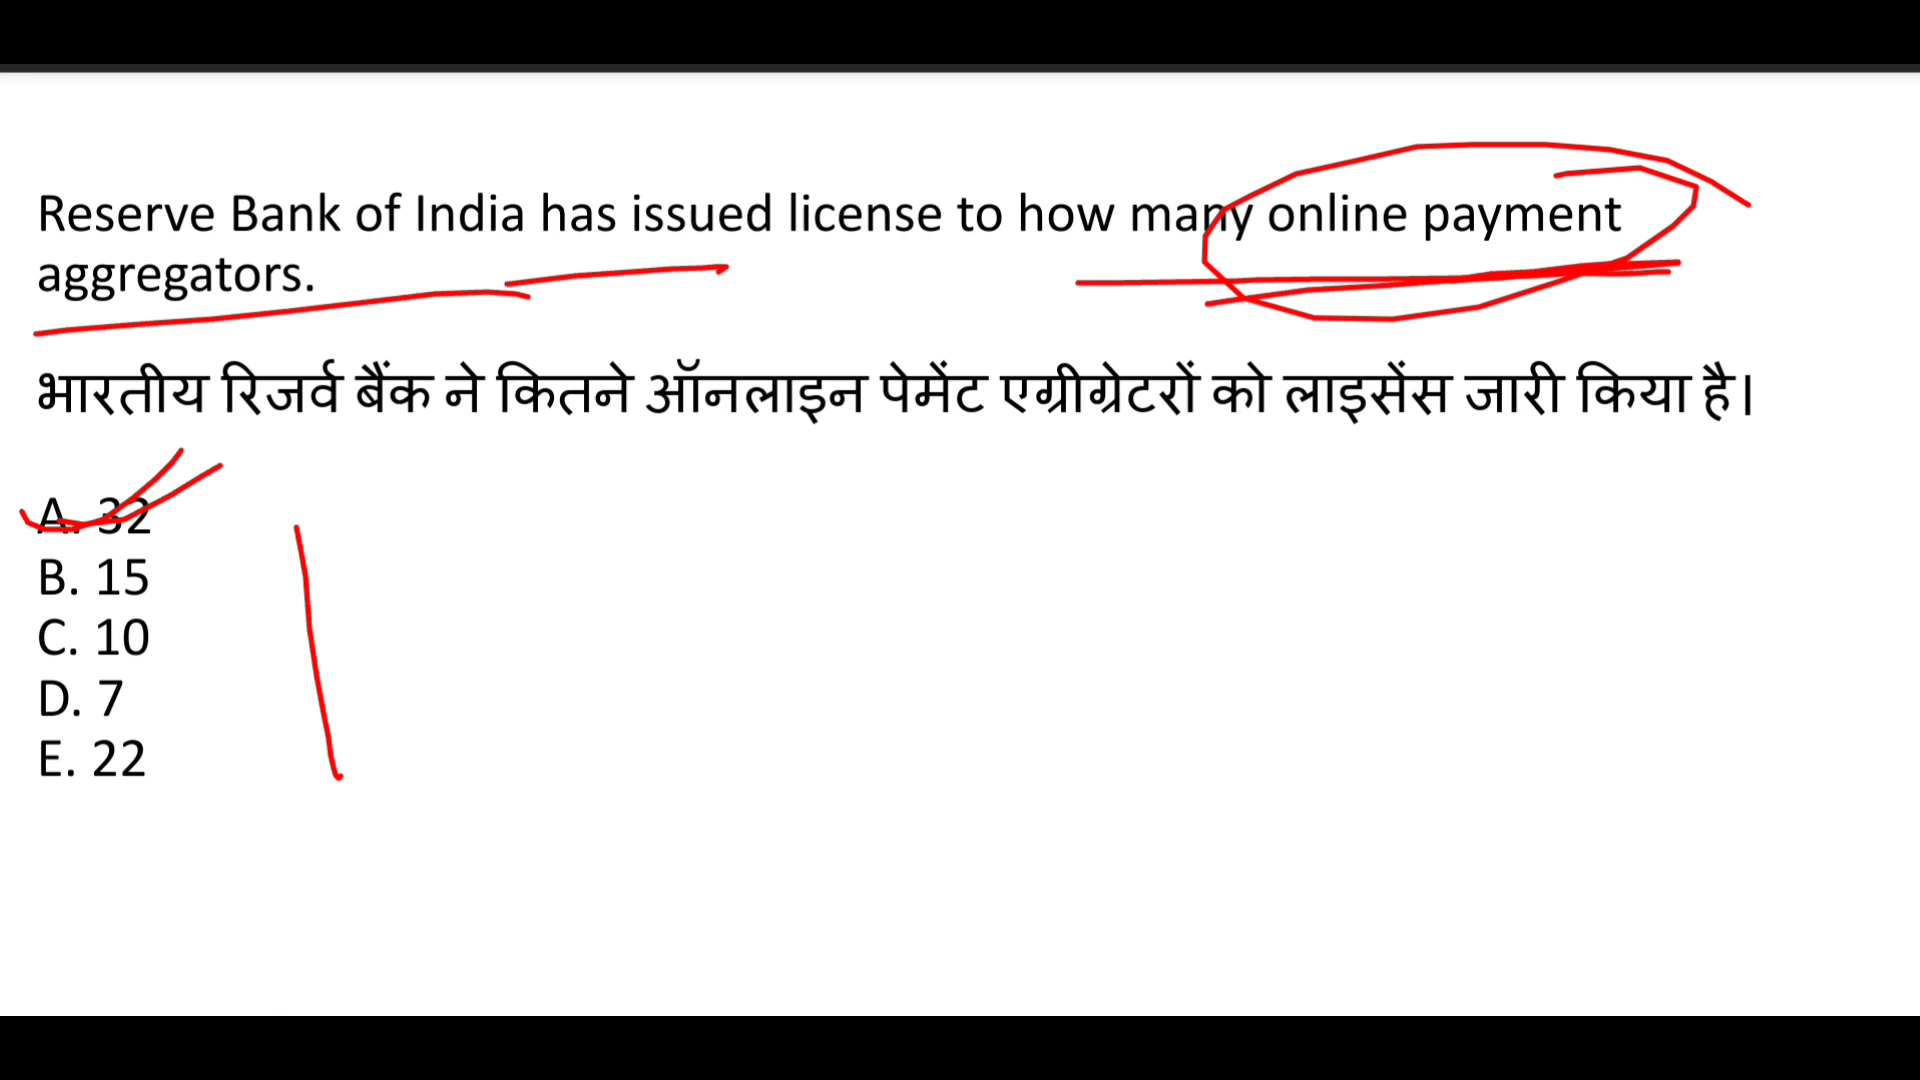 Reserve Bank of India has issued license to how many online payment
aggregators.
भारतीय रिजर्व बैंक ने कितने ऑनलाइन पेमेंट एग्रीग्रेटरों को लाइसेंस जारी किया है।
A. 32
B. 15
C. 10
D. 7
E. 22